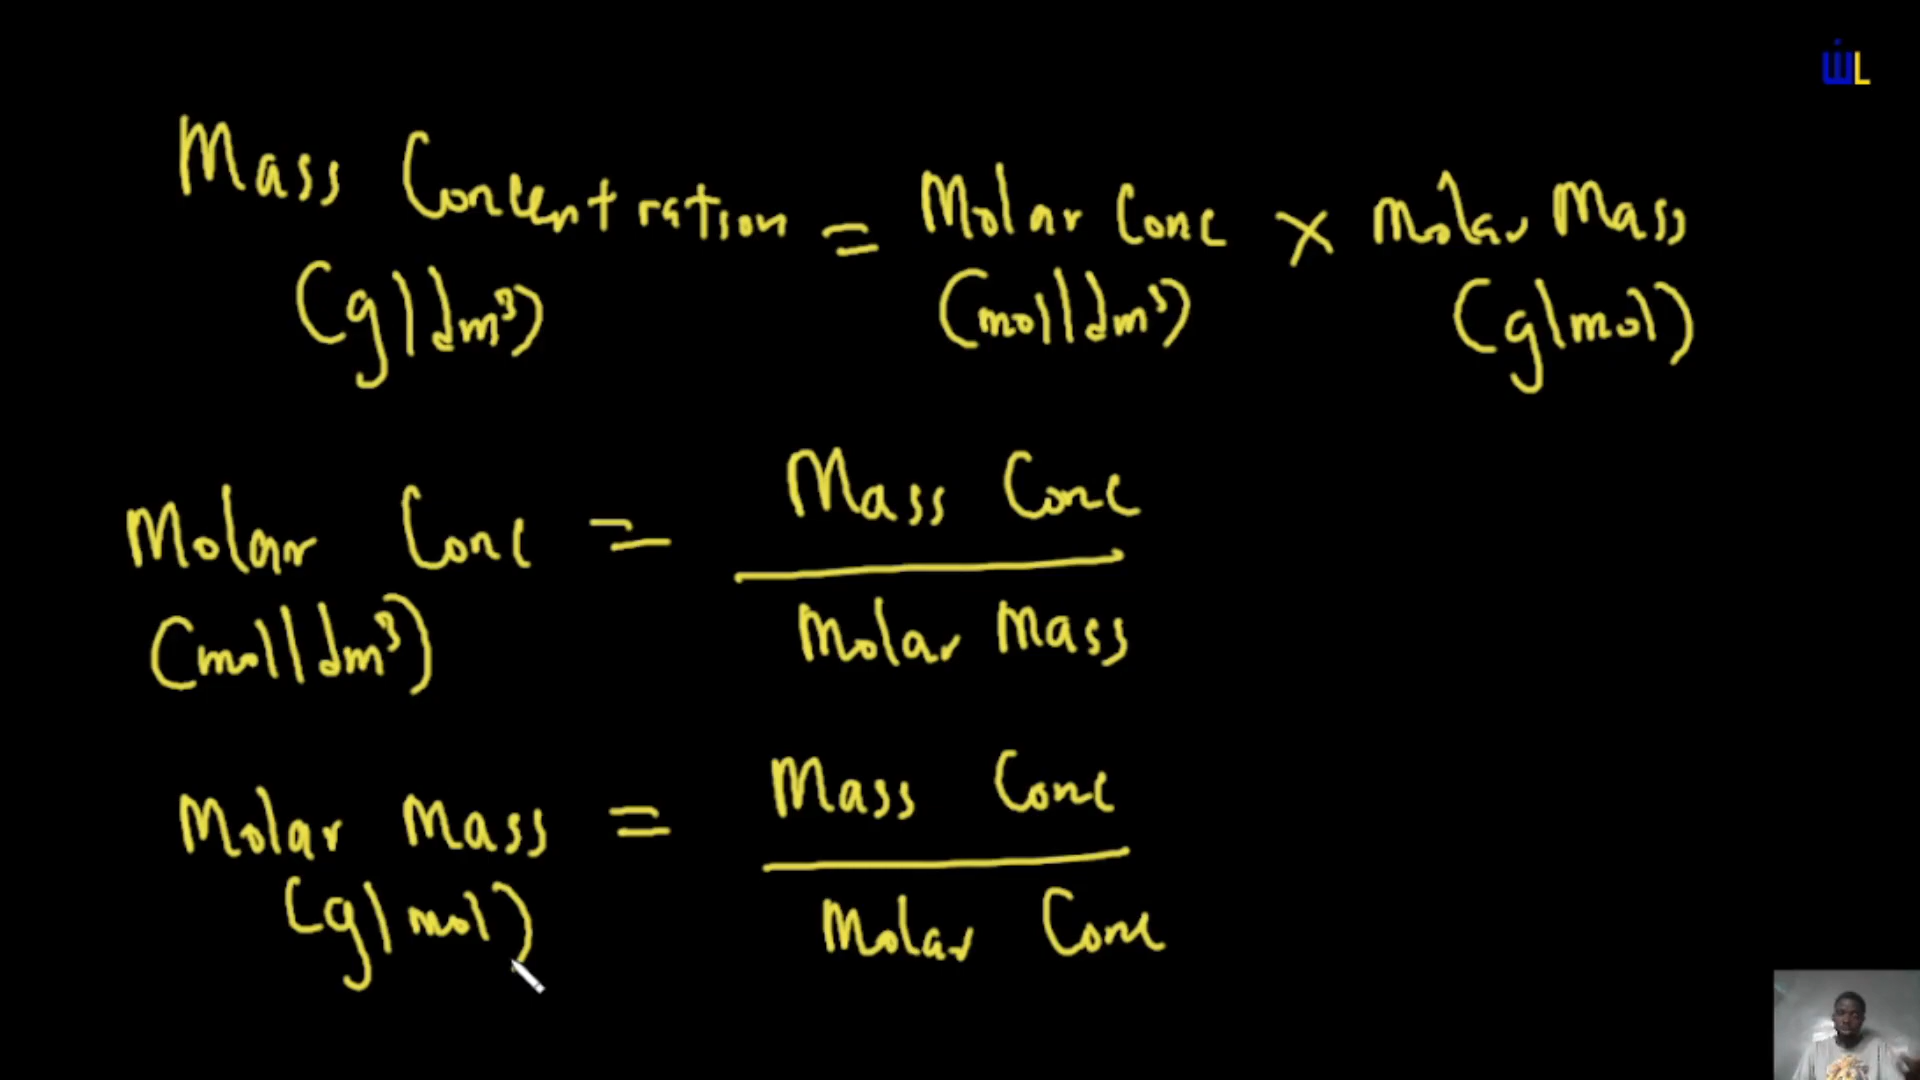 ẆL
Mass Concentration = Molar Conc × Molar Mass
(g/dm³) (mol/dm³) (g/mol)
Mass Conc
Molar Conc =
Molar Mass
(mol/dm³)
Mass Conc
Molar Mass =
(g/mol)
Molar Conc